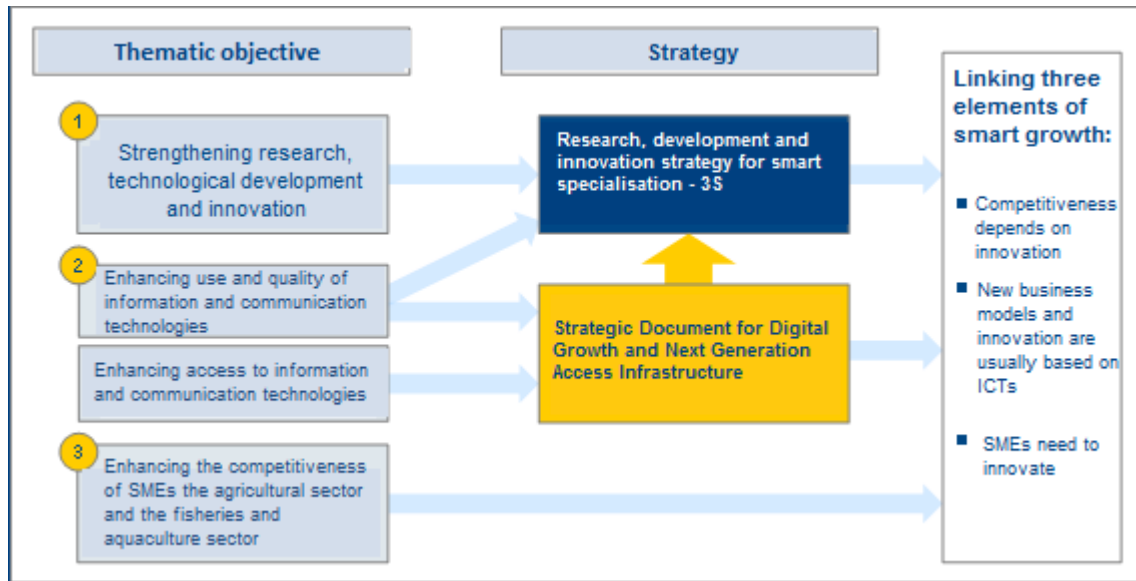 Thematic objective
Strategy
1
Strengthening research,
technological development
and innovation
2
Enhancing use and quality of
information and communication
technologies
Enhancing access to information
and communication technologies
3
Enhancing the competitiveness
of SMEs the agricultural sector
and the fisheries and
aquaculture sector
Research, development and
innovation strategy for smart
specialisation - 3S
Strategic Document for Digital
Growth and Next Generation
Access Infrastructure
Linking three
elements of
smart growth:
■ Competitiveness
depends on
innovation
■ New business
models and
innovation are
usually based on
ICTs
■ SMEs need to
innovate